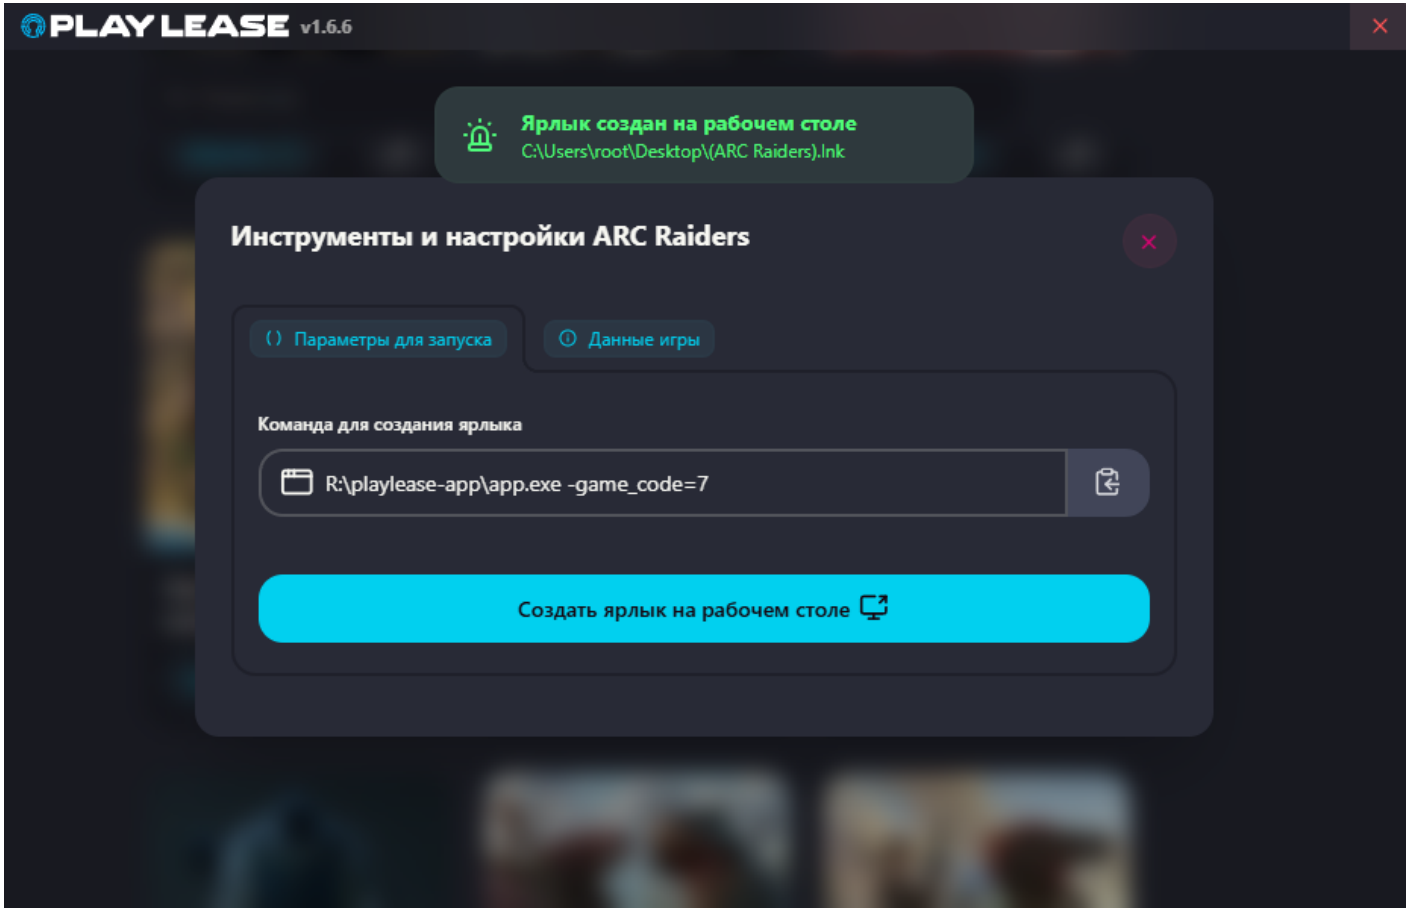 PLAY LEASE v1.6.6
Ярлык создан на рабочем столе
C:\Users\root\Desktop\(ARC Raiders).lnk
Инструменты и настройки ARC Raiders
Параметры для запуска
Данные игры
Команда для создания ярлыка
R:\playlease-app\app.exe -game_code=7
Создать ярлык на рабочем столе